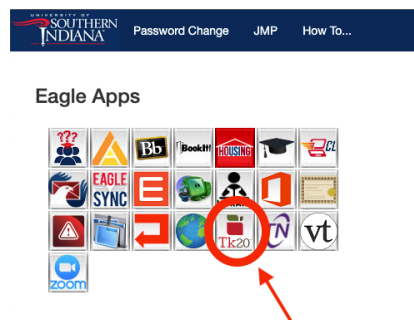 UNIVERSITY OF
SOUTHERN
INDIANA
Password Change JMP How To...
Eagle Apps
??? Bb BookIt! HOUSING CL
EAGLE
SYNC E
Tk20 N vt
zoom